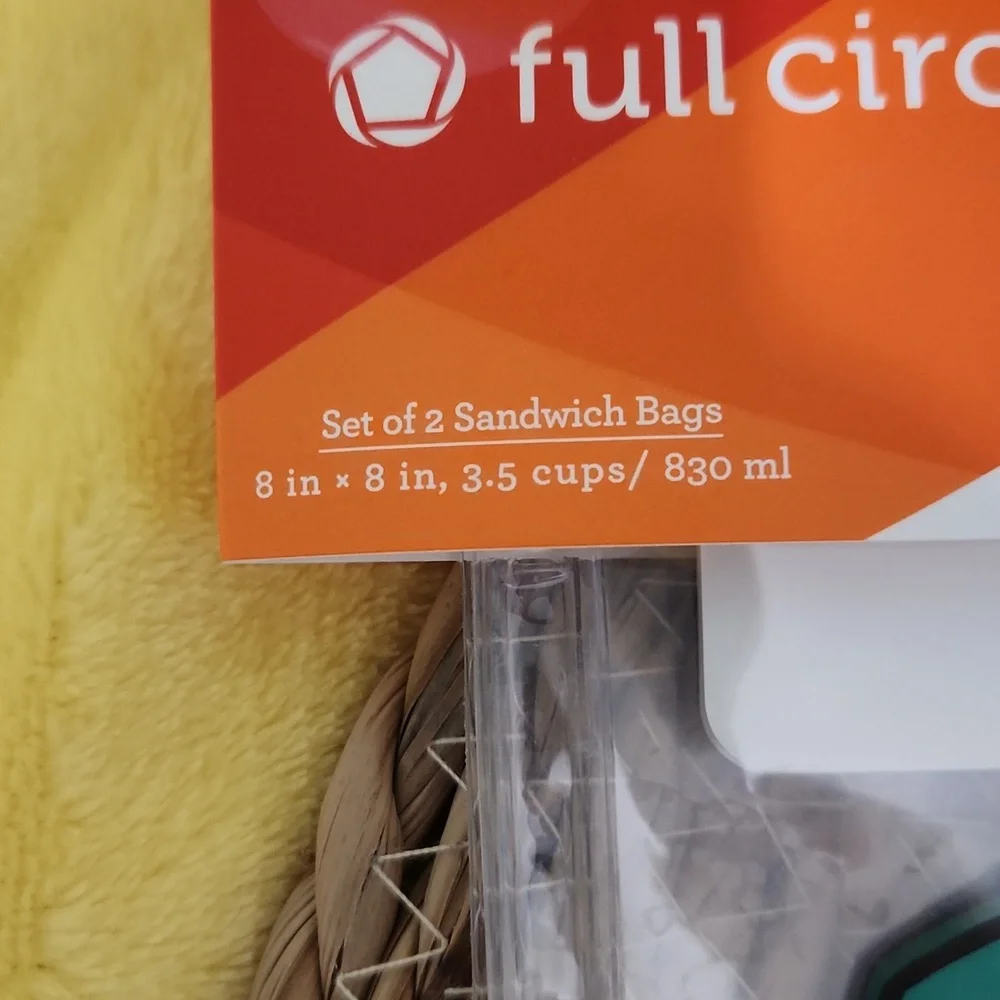 full circ
Set of 2 Sandwich Bags
8 in × 8 in, 3.5 cups/ 830 ml